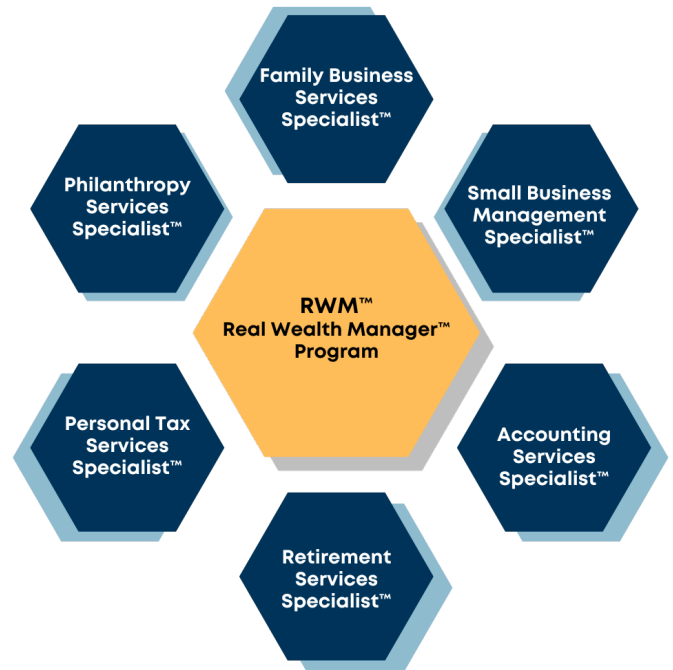 Family Business
Services
Specialist™
Philanthropy
Services
Specialist™
Small Business
Management
Specialist™
RWM™
Real Wealth Manager™
Program
Personal Tax
Services
Specialist™
Accounting
Services
Specialist™
Retirement
Services
Specialist™